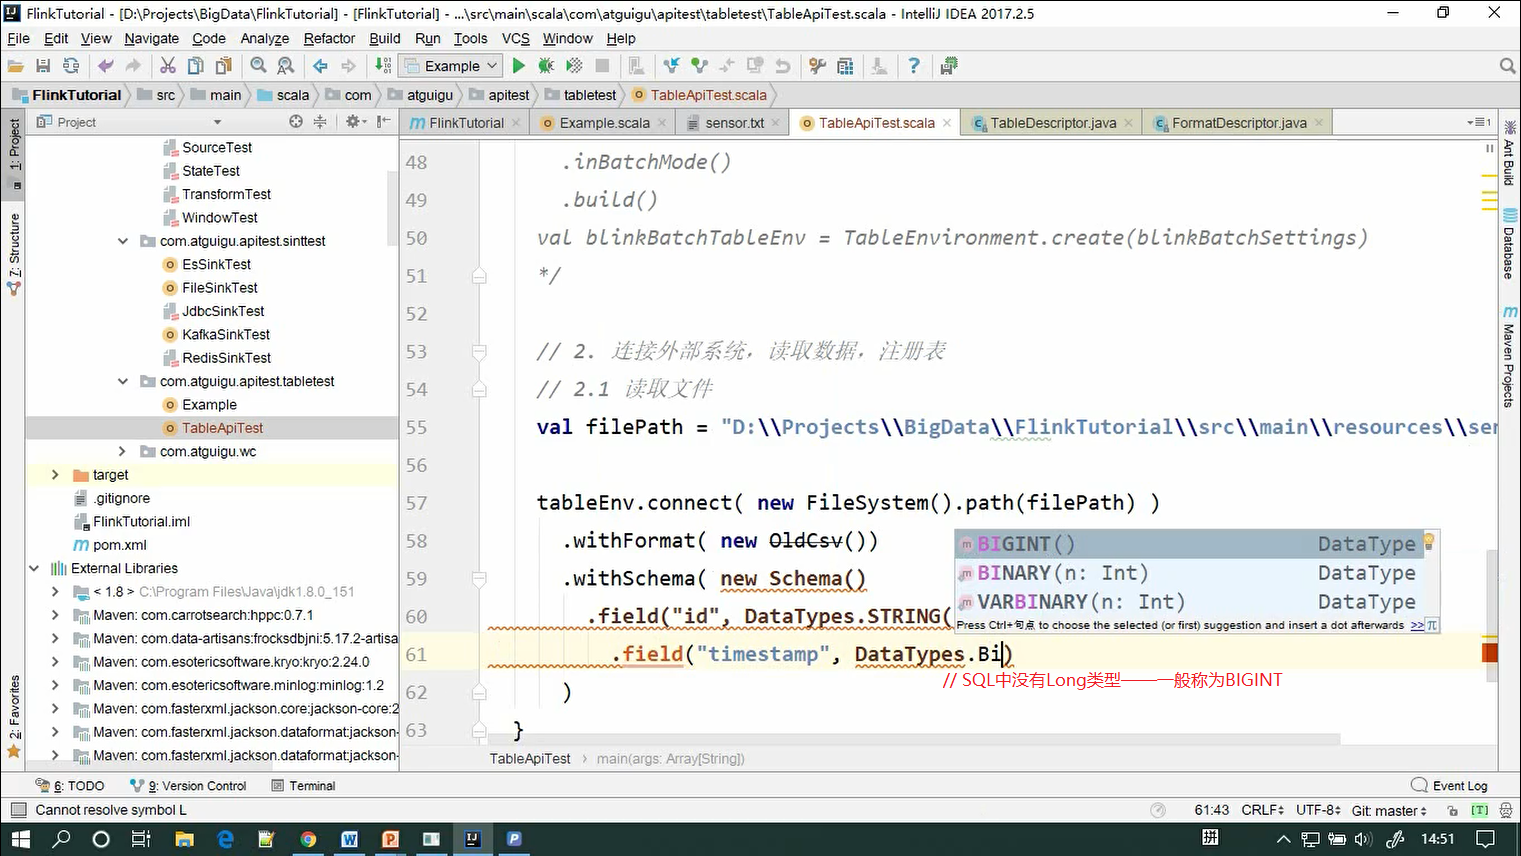 FlinkTutorial - [D:\Projects\BigData\FlinkTutorial] - [FlinkTutorial] - ...\src\main\scala\com\atguigu\apitest\tabletest\TableApiTest.scala - IntelliJ IDEA 2017.2.5
File Edit View Navigate Code Analyze Refactor Build Run Tools VCS Window Help
Example
FlinkTutorial src main scala com atguigu apitest tabletest TableApiTest.scala
Project
FlinkTutorial Example.scala sensor.txt TableApiTest.scala TableDescriptor.java FormatDescriptor.java
1: Project
7: Structure
2: Favorites
SourceTest
StateTest
TransformTest
WindowTest
com.atguigu.apitest.sinttest
EsSinkTest
FileSinkTest
JdbcSinkTest
KafkaSinkTest
RedisSinkTest
com.atguigu.apitest.tabletest
Example
TableApiTest
com.atguigu.wc
target
.gitignore
FlinkTutorial.iml
pom.xml
External Libraries
< 1.8 > C:\Program Files\Java\jdk1.8.0_151
Maven: com.carrotsearch:hppc:0.7.1
Maven: com.data-artisans:frocksdbjni:5.17.2-artisa
Maven: com.esotericsoftware.kryo:kryo:2.24.0
Maven: com.esotericsoftware.minlog:minlog:1.2
Maven: com.fasterxml.jackson.core:jackson-core:2
Maven: com.fasterxml.jackson.dataformat:jackson-
Maven: com.fasterxml.jackson.dataformat:jackson-
48 .inBatchMode()
49 .build()
50 val blinkBatchTableEnv = TableEnvironment.create(blinkBatchSettings)
51 */
52
53 // 2. 连接外部系统，读取数据，注册表
54 // 2.1 读取文件
55 val filePath = "D:\\Projects\\BigData\\FlinkTutorial\\src\\main\\resources\\sen
56
57 tableEnv.connect( new FileSystem().path(filePath) )
58 .withFormat( new OldCsv())
59 .withSchema( new Schema()
60 .field("id", DataTypes.STRING(
61 .field("timestamp", DataTypes.Bi)
62 )
63 }
BIGINT() DataType
BINARY(n: Int) DataType
VARBINARY(n: Int) DataType
Press Ctrl+句点 to choose the selected (or first) suggestion and insert a dot afterwards >> π
// SQL中没有Long类型——一般称为BIGINT
TableApiTest main(args: Array[String])
Ant Build
Database
Maven Projects
6: TODO 9: Version Control Terminal Event Log
Cannot resolve symbol L 61:43 CRLF UTF-8 Git: master [T]
拼 14:51